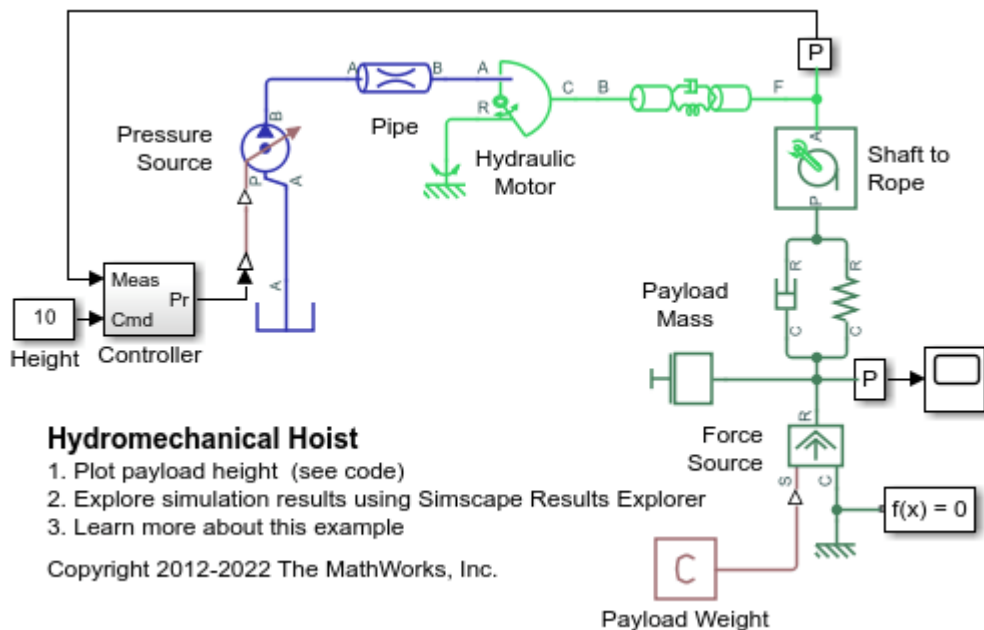 P
A
B
A
C
B
F
Pipe
R
B
Pressure
Source
Hydraulic
Motor
A
Shaft to
Rope
P
P
A
Meas
Pr
Cmd
10
Height
Controller
A
Payload
Mass
R
R
C
C
P
R
Force
Source
S
C
f(x) = 0
Hydromechanical Hoist
1. Plot payload height (see code)
2. Explore simulation results using Simscape Results Explorer
3. Learn more about this example
Copyright 2012-2022 The MathWorks, Inc.
C
Payload Weight